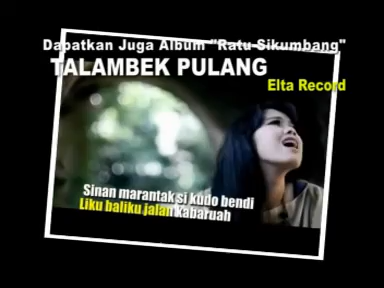 Dapatkan Juga Album "Ratu Sikumbang"
TALAMBEK PULANG
Elta Record
Sinan marantak si kudo bendi
Liku baliku jalan kabaruah